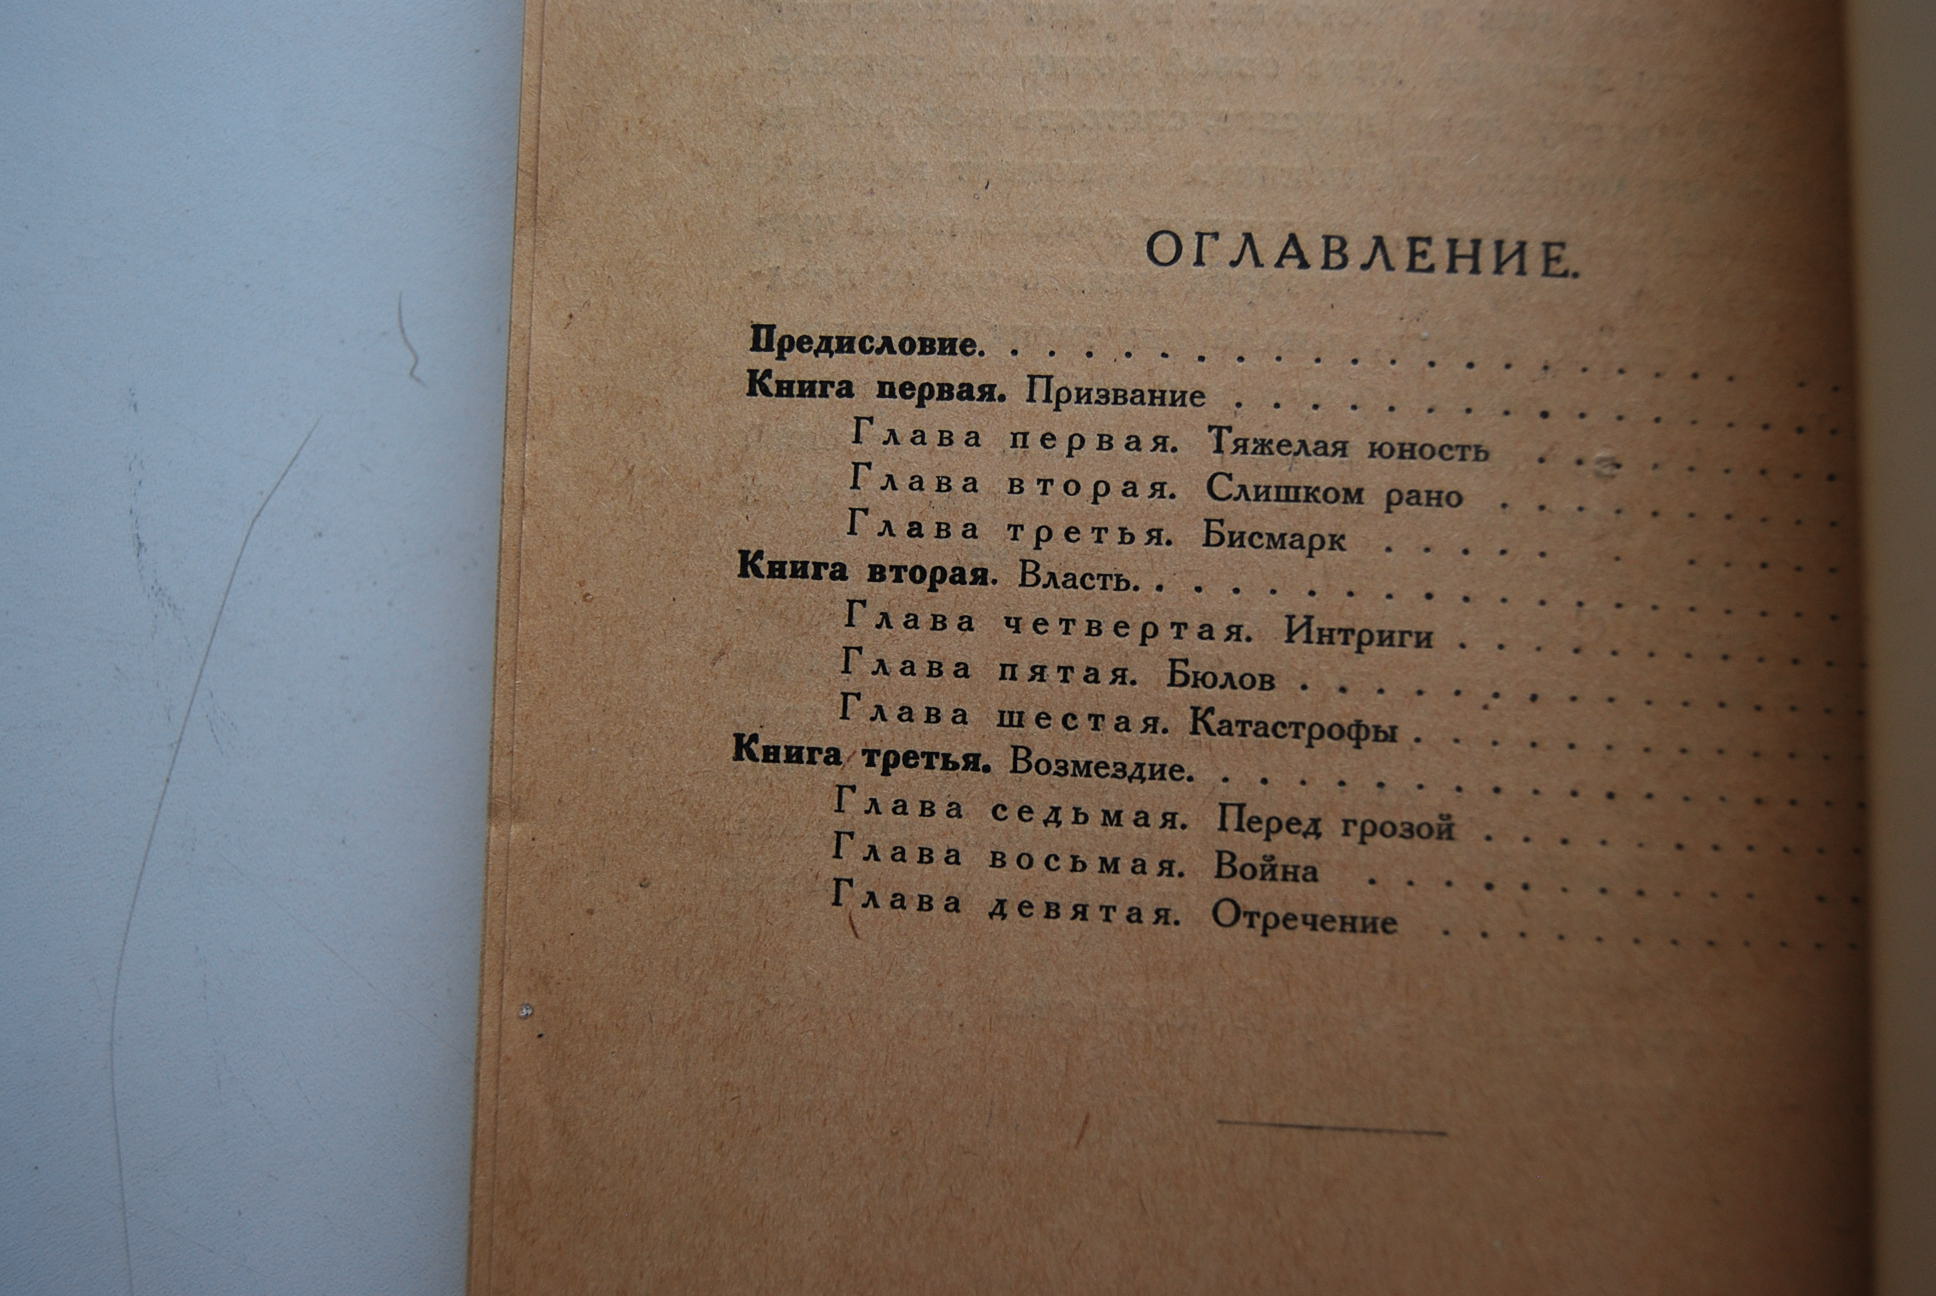 ОГЛАВЛЕНИЕ.
Предисловие. . . . . . . . . . . . . . . . . . . . . . .
Книга первая. Призвание . . . . . . . . . . . . . . . . .
Глава первая. Тяжелая юность . . . . . . . . .
Глава вторая. Слишком рано . . . . . . . . . .
Глава третья. Бисмарк . . . . . . . . . . . .
Книга вторая. Власть. . . . . . . . . . . . . . . . . . .
Глава четвертая. Интриги . . . . . . . . . . .
Глава пятая. Бюлов . . . . . . . . . . . . . . .
Глава шестая. Катастрофы . . . . . . . . . . . .
Книга третья. Возмездие. . . . . . . . . . . . . . . . . .
Глава седьмая. Перед грозой . . . . . . . . . .
Глава восьмая. Война . . . . . . . . . . . . .
Глава девятая. Отречение . . . . . . . . . . .